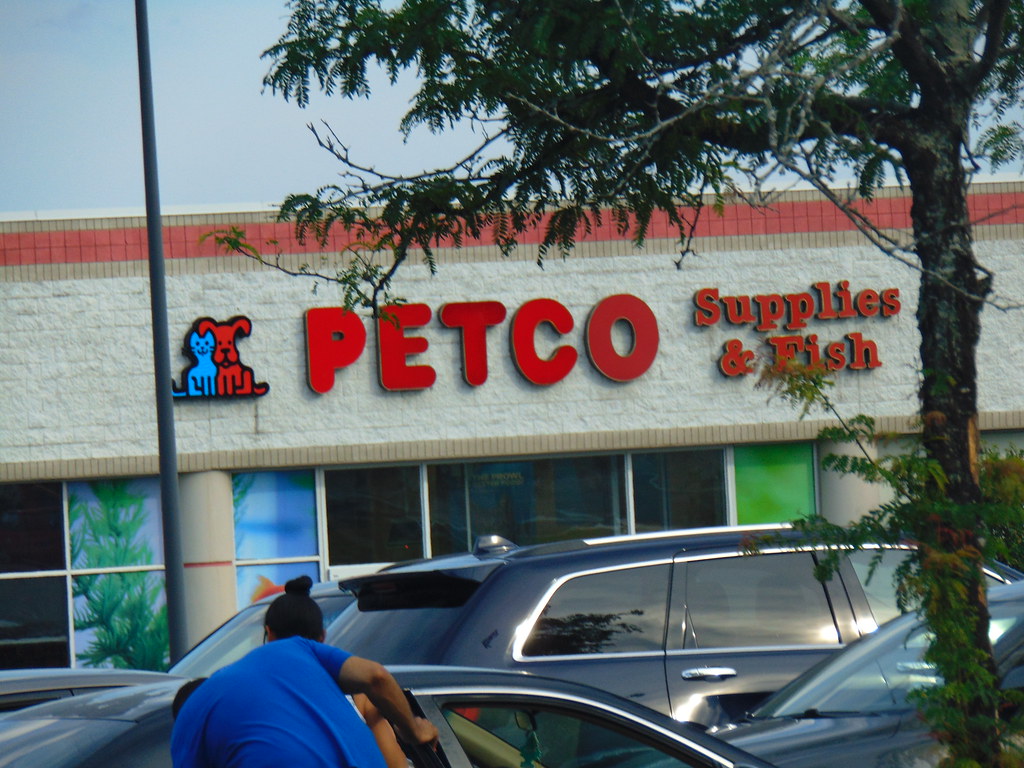 PETCO
Supplies
& Fish